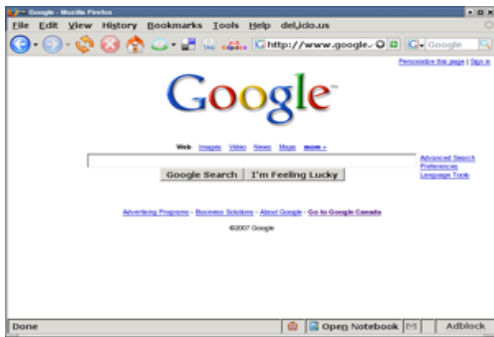 Google - Mozilla Firefox
File Edit View History Bookmarks Tools Help del.icio.us
http://www.google. Google
Personalize this page | Sign in
Google™
Web Images Video News Maps more »
Advanced Search
Preferences
Language Tools
Google Search I'm Feeling Lucky
Advertising Programs - Business Solutions - About Google - Go to Google Canada
©2007 Google
Done Open Notebook Adblock